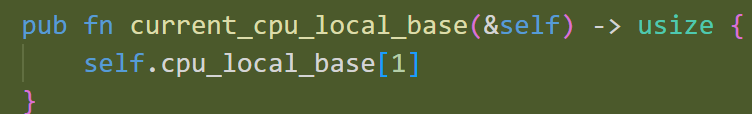 pub fn current_cpu_local_base(&self) -> usize {
    self.cpu_local_base[1]
}